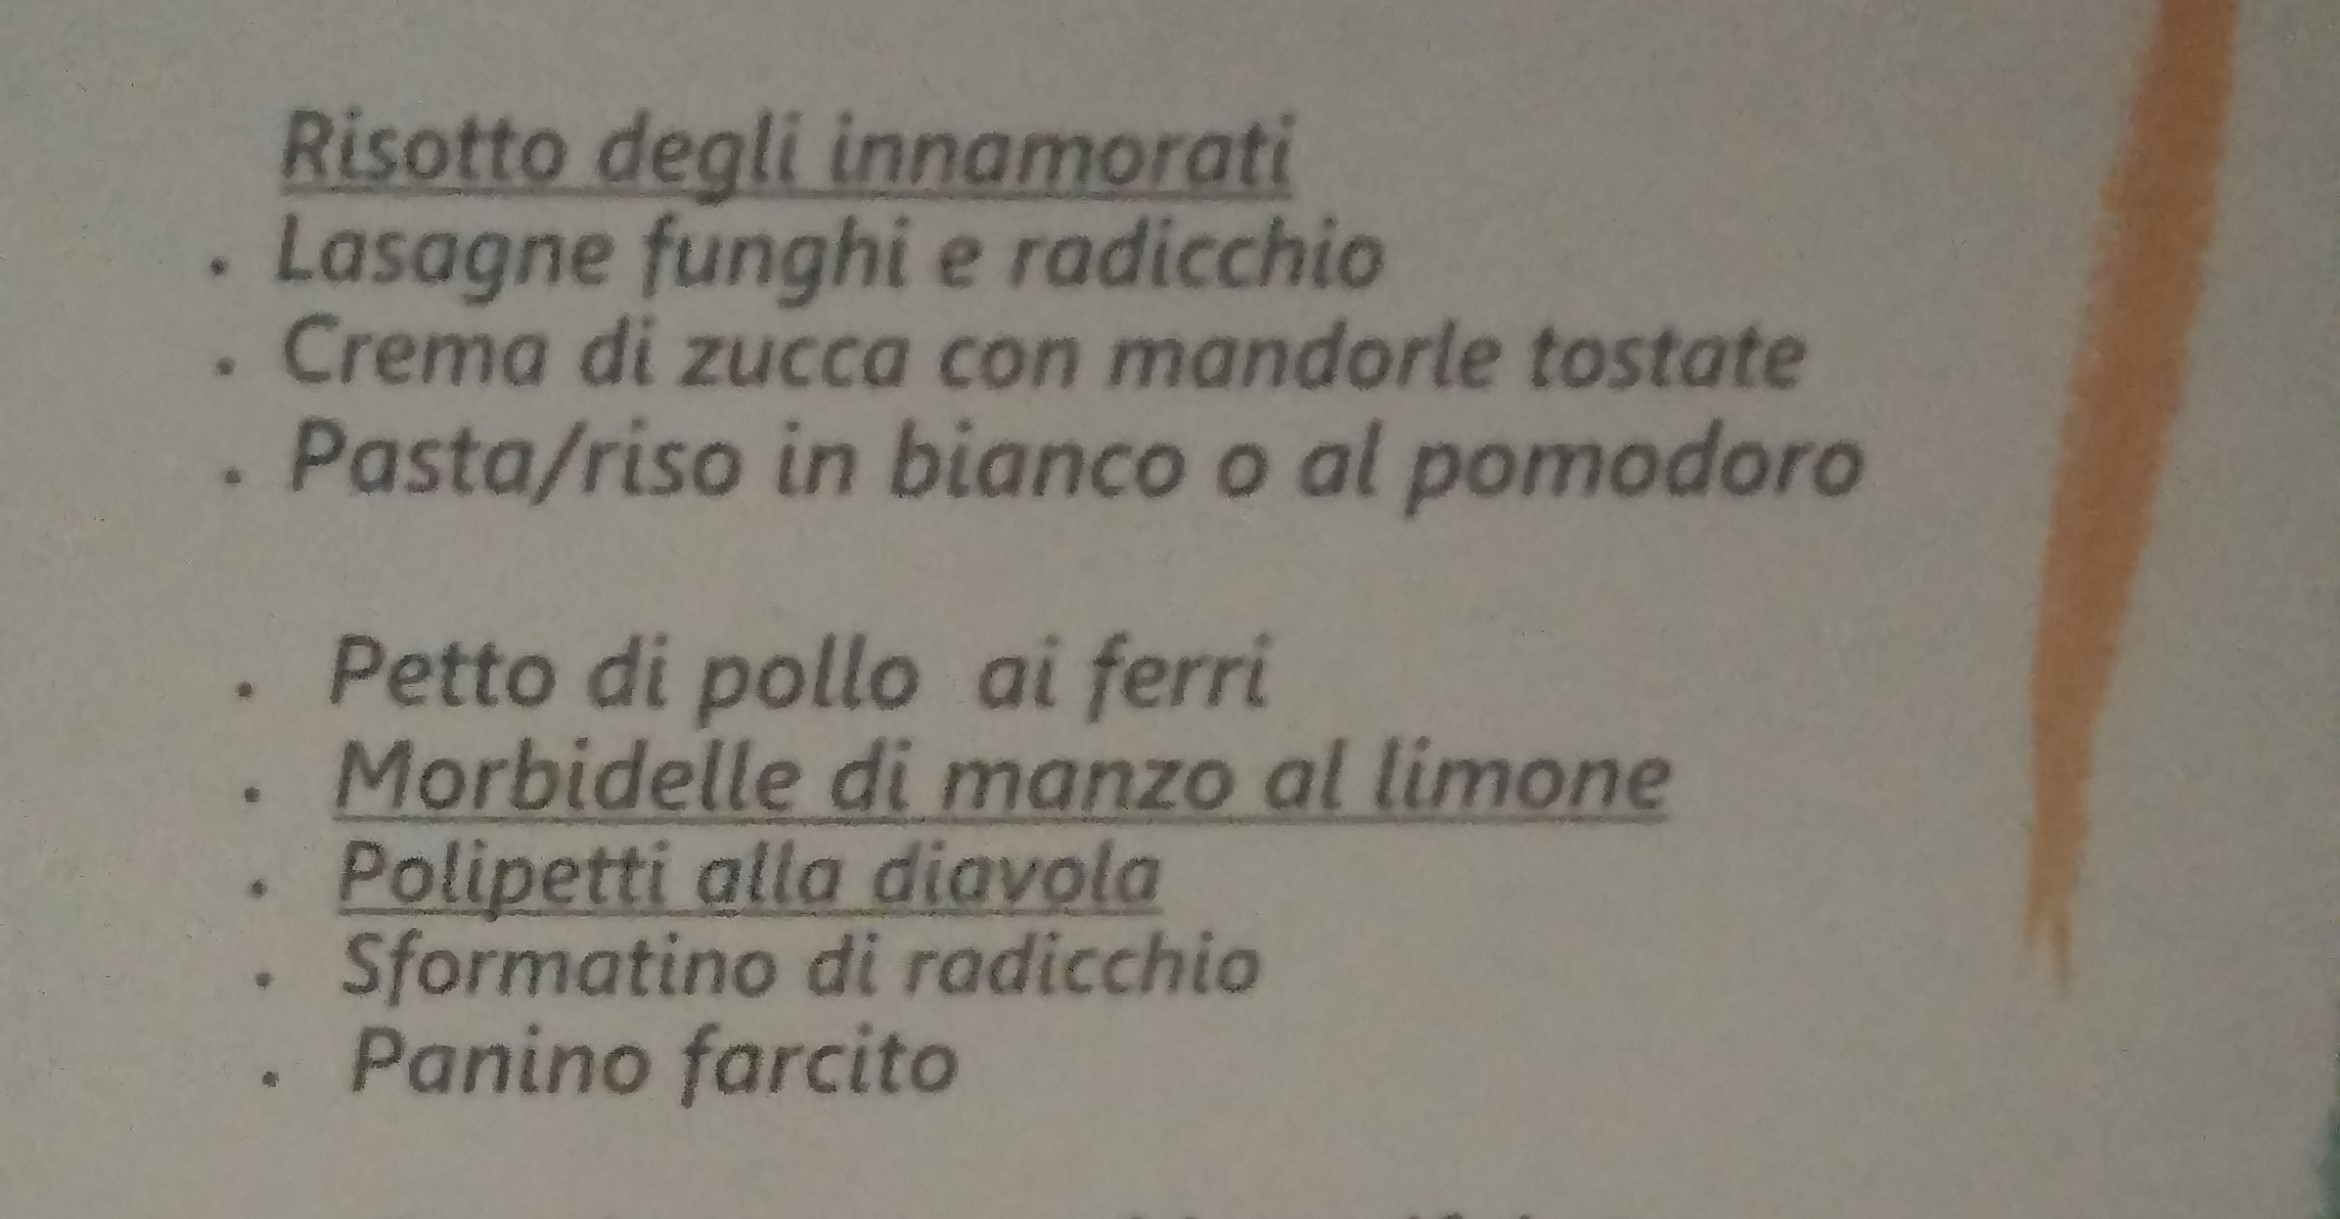 Risotto degli innamorati
. Lasagne funghi e radicchio
. Crema di zucca con mandorle tostate
. Pasta/riso in bianco o al pomodoro
. Petto di pollo ai ferri
. Morbidelle di manzo al limone
. Polipetti alla diavola
. Sformatino di radicchio
. Panino farcito